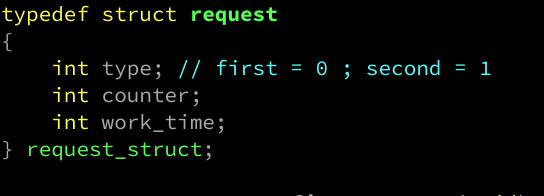 typedef struct request
{
    int type; // first = 0 ; second = 1
    int counter;
    int work_time;
} request_struct;